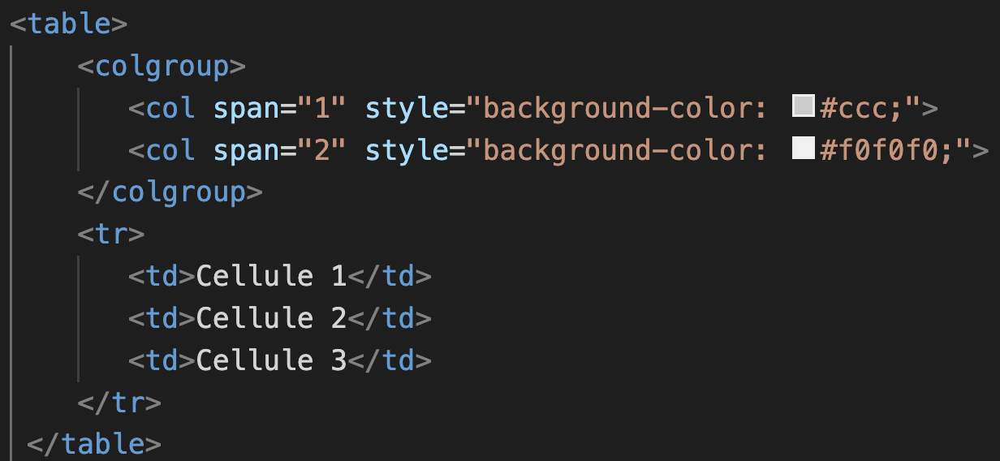 <table>
<colgroup>
<col span="1" style="background-color: #ccc;">
<col span="2" style="background-color: #f0f0f0;">
</colgroup>
<tr>
<td>Cellule 1</td>
<td>Cellule 2</td>
<td>Cellule 3</td>
</tr>
</table>